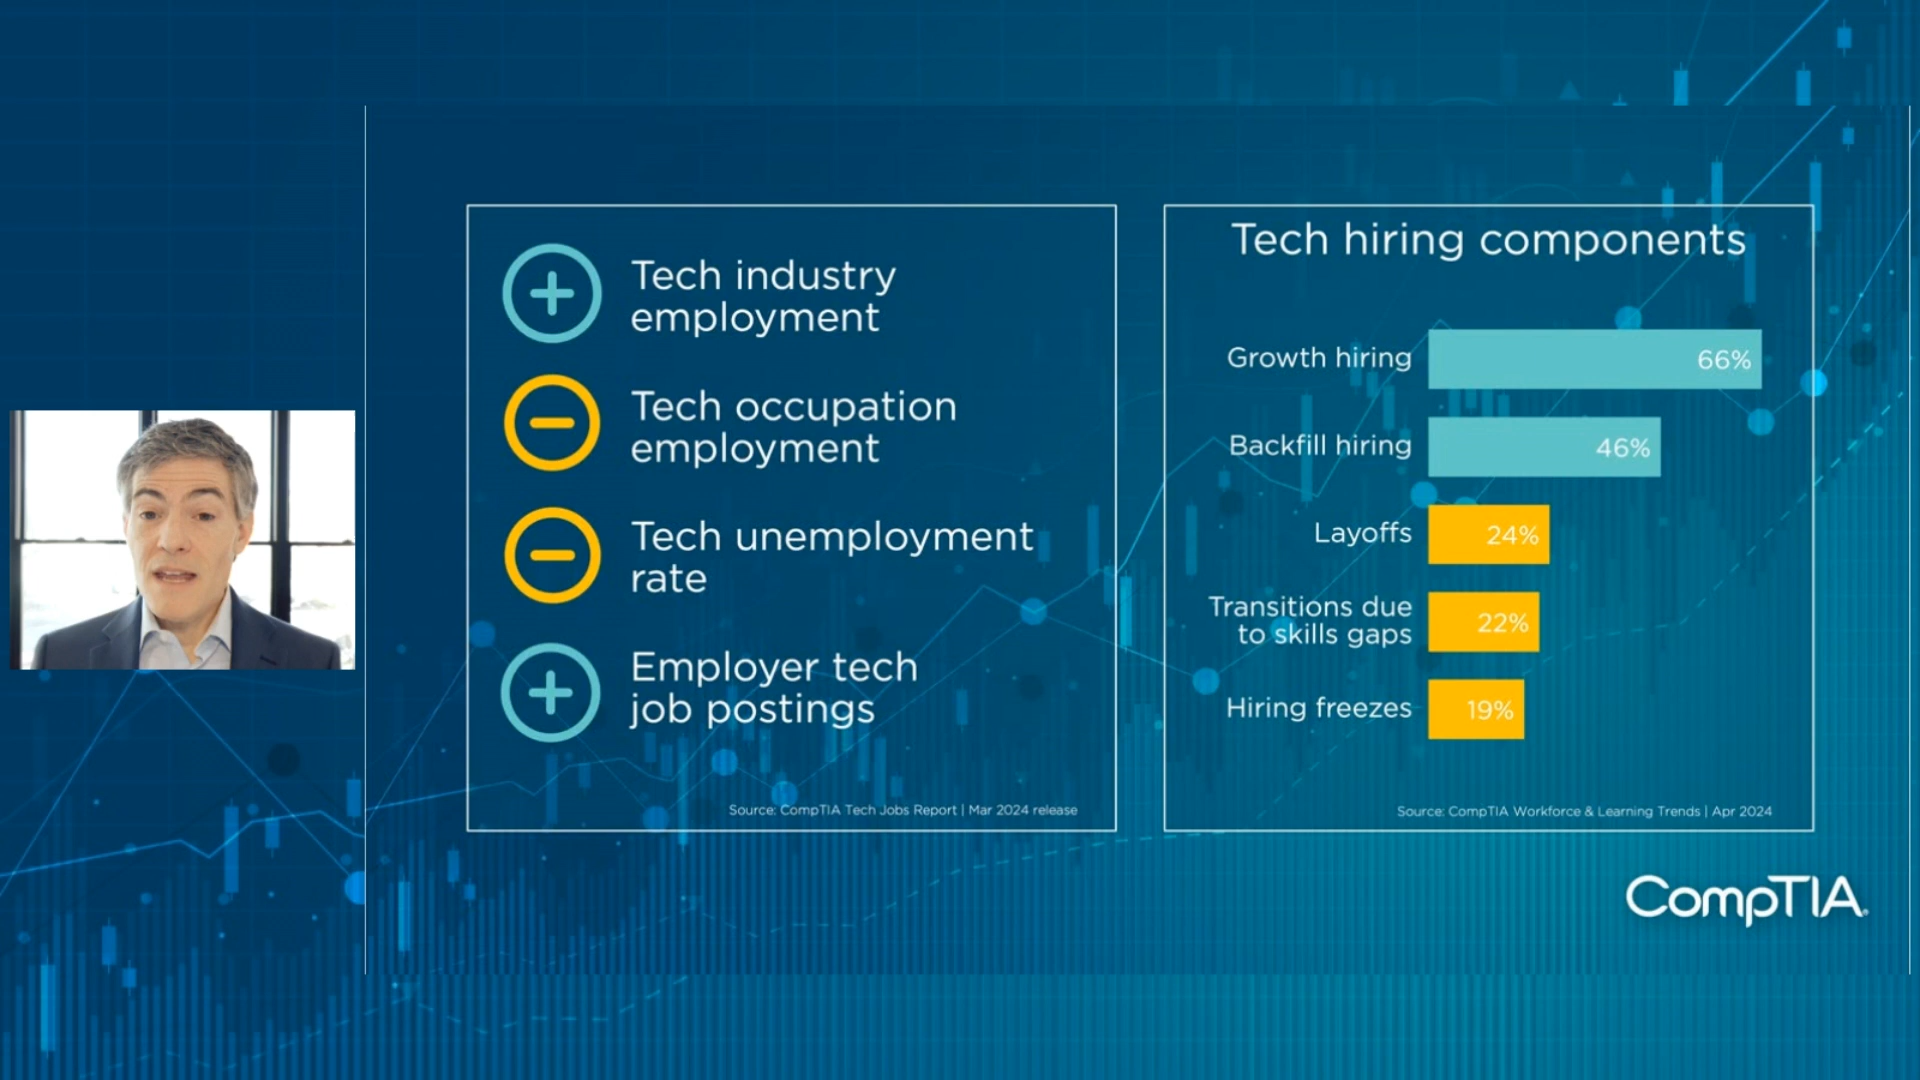 Tech industry
employment
Tech occupation
employment
Tech unemployment
rate
Employer tech
job postings
Source: CompTIA Tech Jobs Report | Mar 2024 release
Tech hiring components
Growth hiring 66%
Backfill hiring 46%
Layoffs 24%
Transitions due
to skills gaps 22%
Hiring freezes 19%
Source: CompTIA Workforce & Learning Trends | Apr 2024
CompTIA.